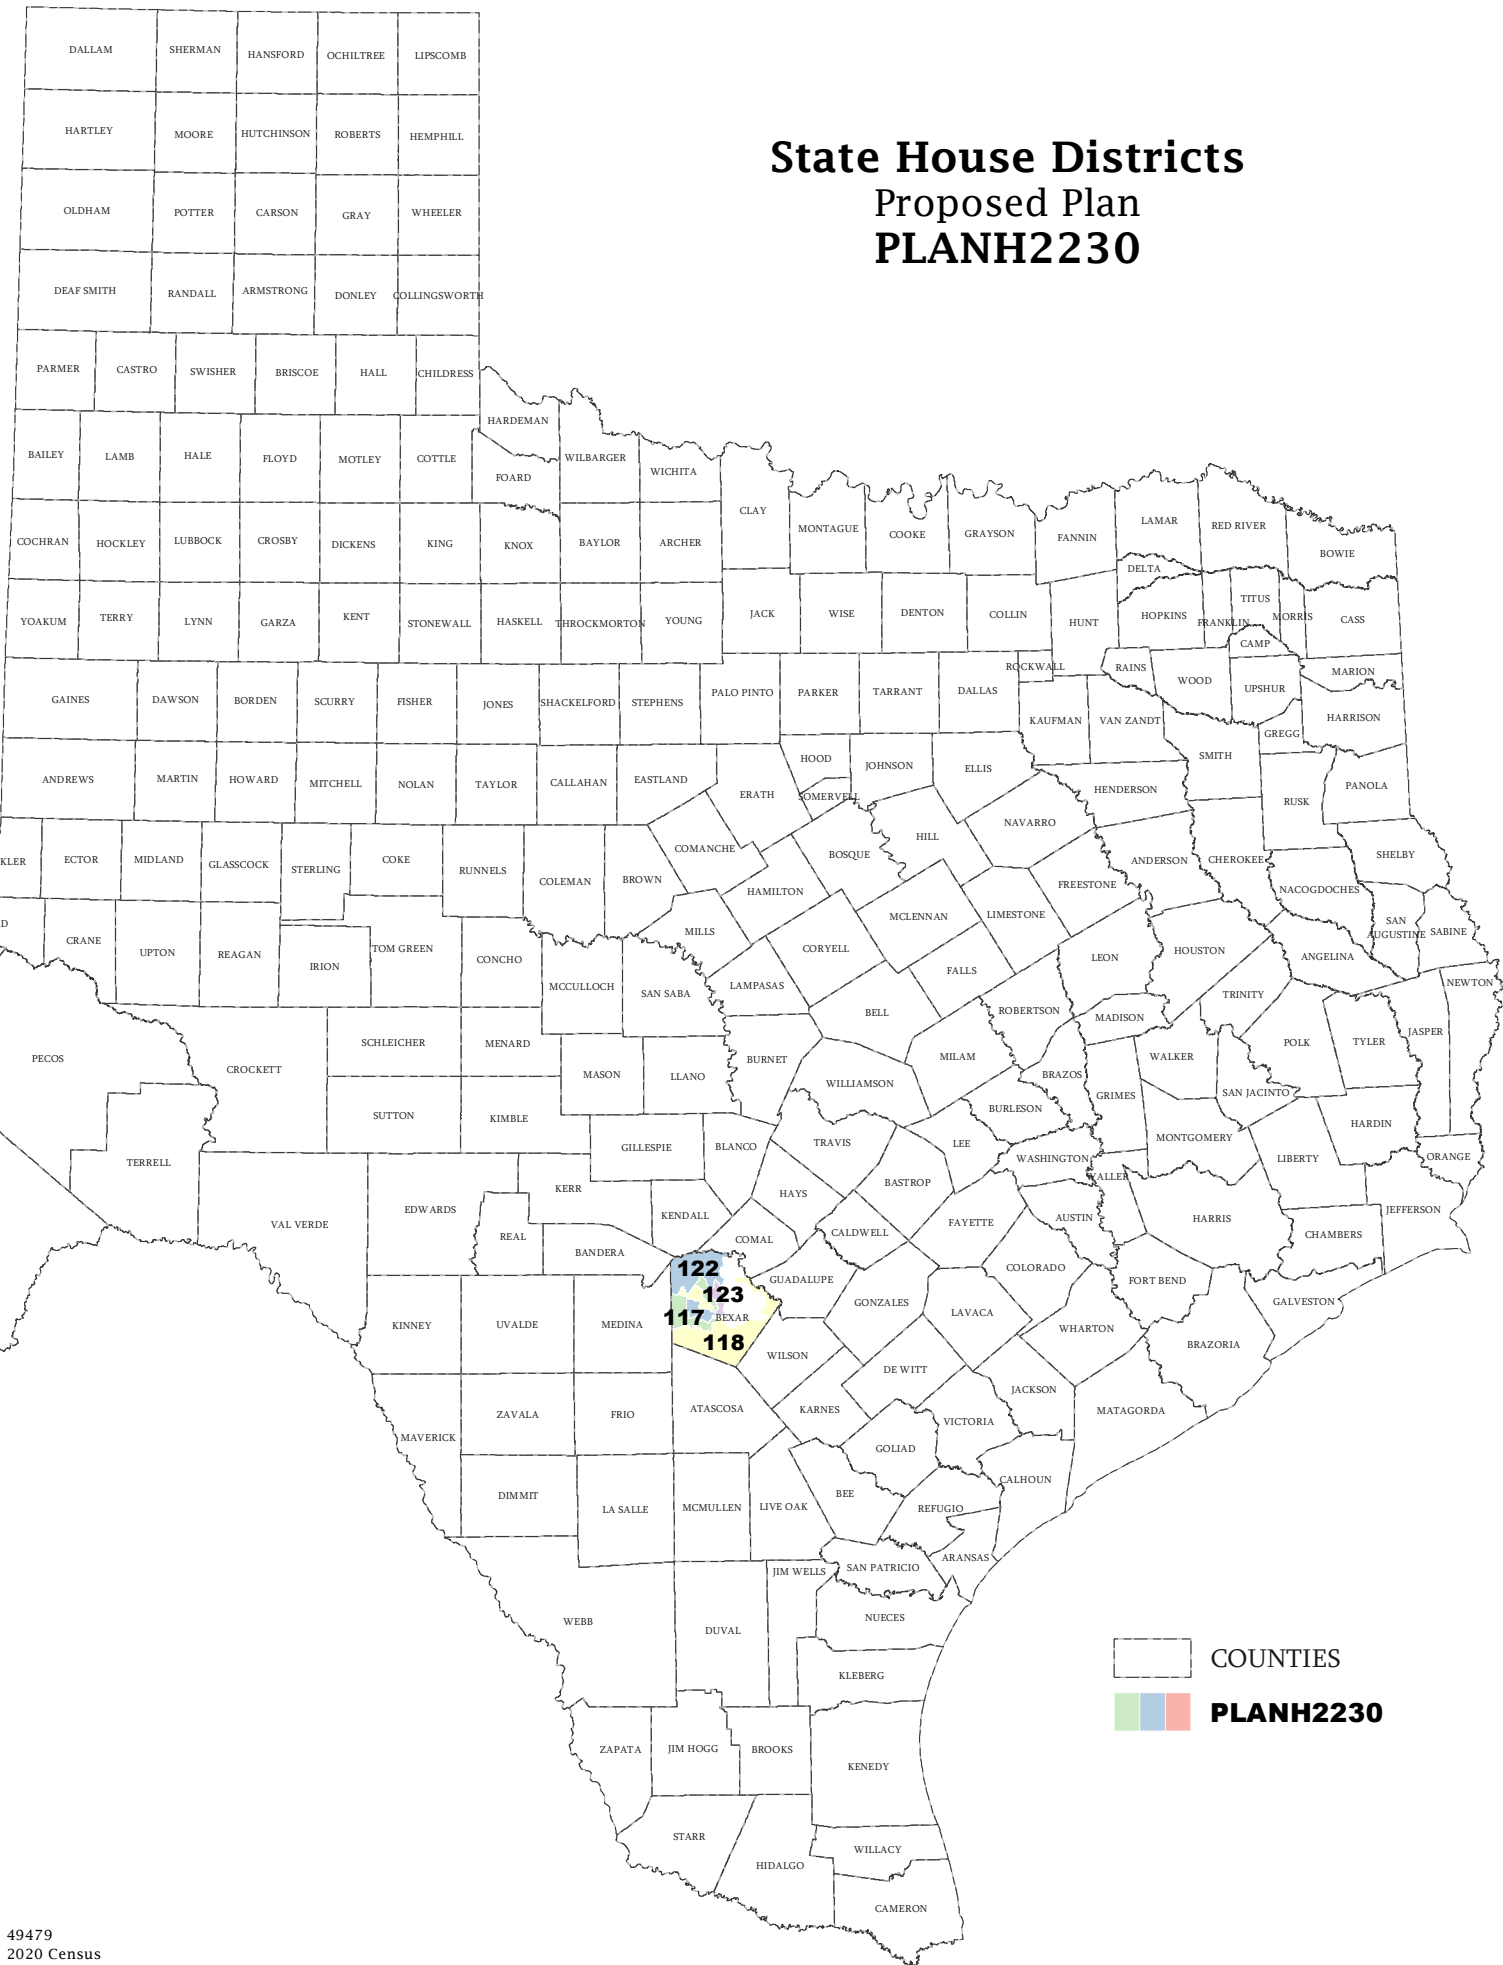 State House Districts
Proposed Plan
PLANH2230
DALLAM SHERMAN HANSFORD OCHILTREE LIPSCOMB
HARTLEY MOORE HUTCHINSON ROBERTS HEMPHILL
OLDHAM POTTER CARSON GRAY WHEELER
DEAF SMITH RANDALL ARMSTRONG DONLEY COLLINGSWORTH
PARMER CASTRO SWISHER BRISCOE HALL CHILDRESS
HARDEMAN
BAILEY LAMB HALE FLOYD MOTLEY COTTLE FOARD WILBARGER WICHITA
CLAY MONTAGUE COOKE GRAYSON FANNIN LAMAR RED RIVER BOWIE
COCHRAN HOCKLEY LUBBOCK CROSBY DICKENS KING KNOX BAYLOR ARCHER
DELTA
YOAKUM TERRY LYNN GARZA KENT STONEWALL HASKELL THROCKMORTON YOUNG JACK WISE DENTON COLLIN HUNT HOPKINS FRANKLIN TITUS MORRIS CASS
CAMP
ROCKWALL RAINS WOOD UPSHUR MARION
GAINES DAWSON BORDEN SCURRY FISHER JONES SHACKELFORD STEPHENS PALO PINTO PARKER TARRANT DALLAS
KAUFMAN VAN ZANDT GREGG HARRISON
ANDREWS MARTIN HOWARD MITCHELL NOLAN TAYLOR CALLAHAN EASTLAND ERATH HOOD JOHNSON ELLIS SMITH
SOMERVELL HENDERSON RUSK PANOLA
KLER ECTOR MIDLAND GLASSCOCK STERLING COKE RUNNELS COLEMAN BROWN COMANCHE BOSQUE HILL NAVARRO ANDERSON CHEROKEE SHELBY
HAMILTON FREESTONE NACOGDOCHES
D CRANE UPTON REAGAN IRION TOM GREEN CONCHO MILLS CORYELL MCLENNAN LIMESTONE
SAN
AUGUSTINE
SABINE
MCCULLOCH SAN SABA LAMPASAS FALLS LEON HOUSTON ANGELINA NEWTON
BELL ROBERTSON MADISON TRINITY
PECOS CROCKETT SCHLEICHER MENARD MASON LLANO BURNET WILLIAMSON MILAM BRAZOS WALKER POLK TYLER JASPER
SUTTON KIMBLE BURLESON GRIMES SAN JACINTO HARDIN
TERRELL GILLESPIE BLANCO TRAVIS LEE WASHINGTON MONTGOMERY LIBERTY ORANGE
WALLER
VAL VERDE EDWARDS KERR KENDALL HAYS BASTROP FAYETTE AUSTIN HARRIS CHAMBERS JEFFERSON
REAL BANDERA COMAL CALDWELL COLORADO FORT BEND
122
123
117 BEXAR
118
GUADALUPE GONZALES LAVACA GALVESTON
KINNEY UVALDE MEDINA WILSON WHARTON BRAZORIA
DE WITT JACKSON
ZAVALA FRIO ATASCOSA KARNES VICTORIA MATAGORDA
MAVERICK GOLIAD CALHOUN
DIMMIT LA SALLE MCMULLEN LIVE OAK BEE REFUGIO
ARANSAS
JIM WELLS SAN PATRICIO
WEBB DUVAL NUECES
KLEBERG
ZAPATA JIM HOGG BROOKS KENEDY
STARR WILLACY
HIDALGO
CAMERON
COUNTIES
PLANH2230
49479
2020 Census